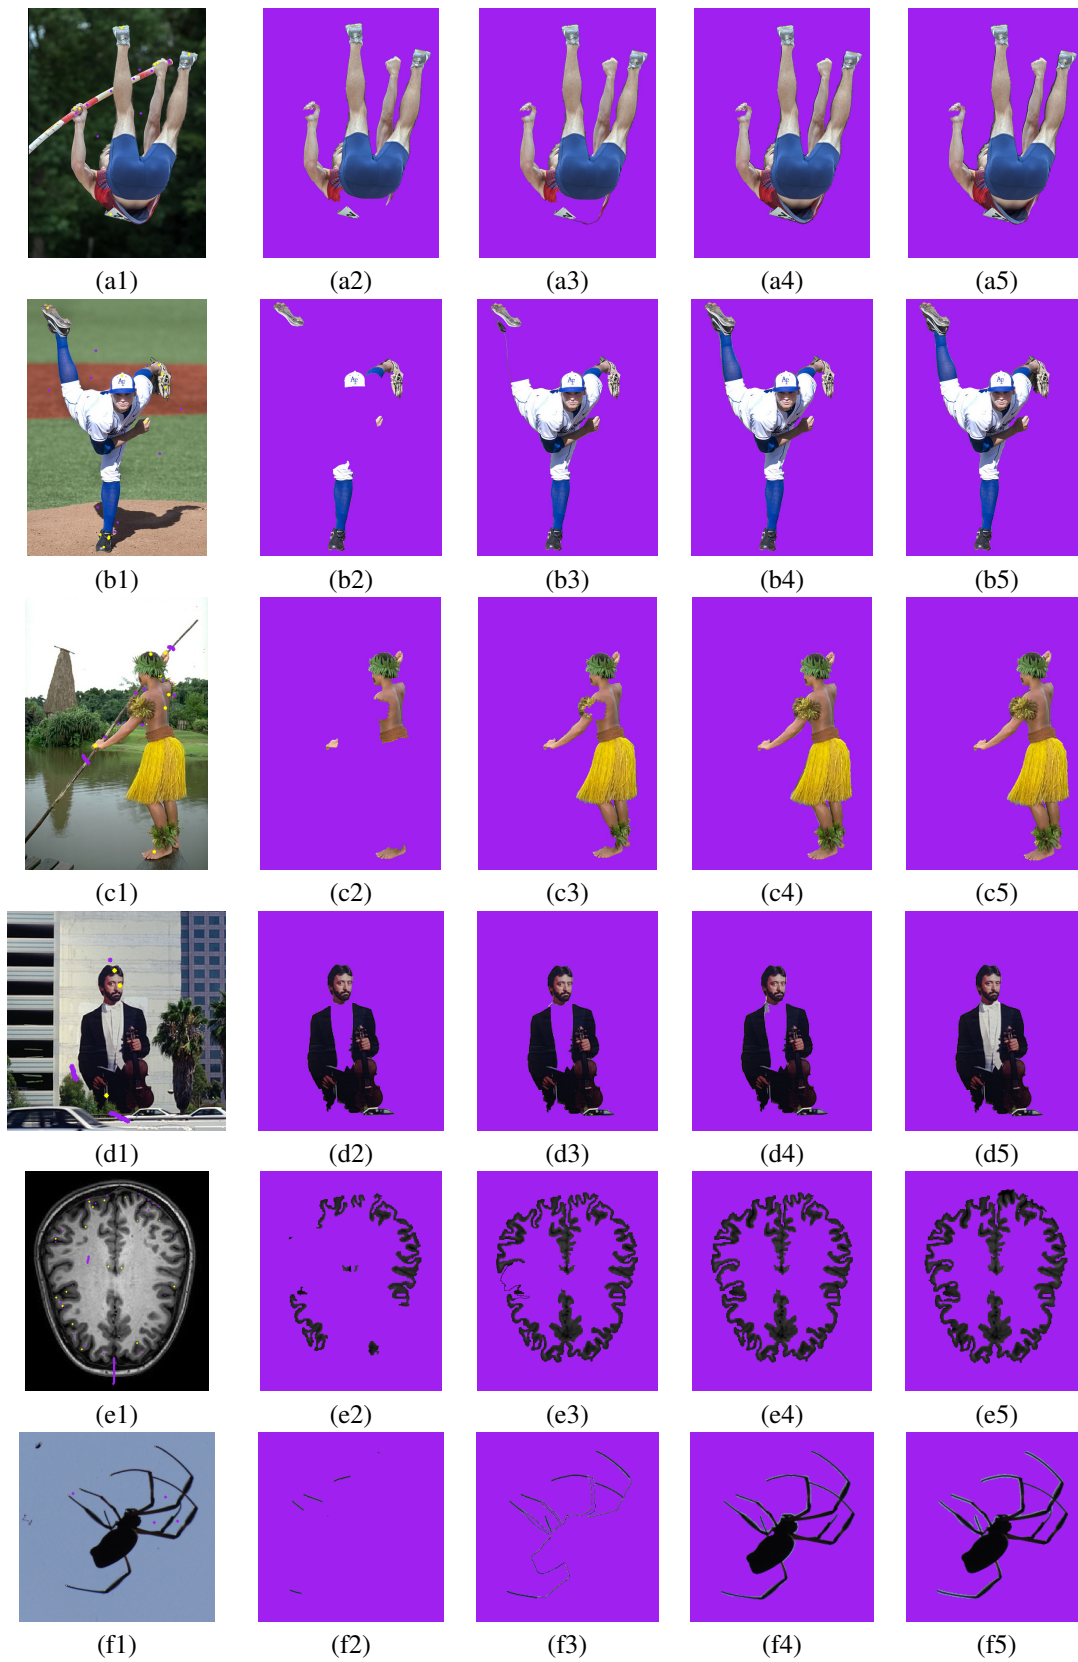 (a1) (a2) (a3) (a4) (a5)
(b1) (b2) (b3) (b4) (b5)
(c1) (c2) (c3) (c4) (c5)
(d1) (d2) (d3) (d4) (d5)
(e1) (e2) (e3) (e4) (e5)
(f1) (f2) (f3) (f4) (f5)